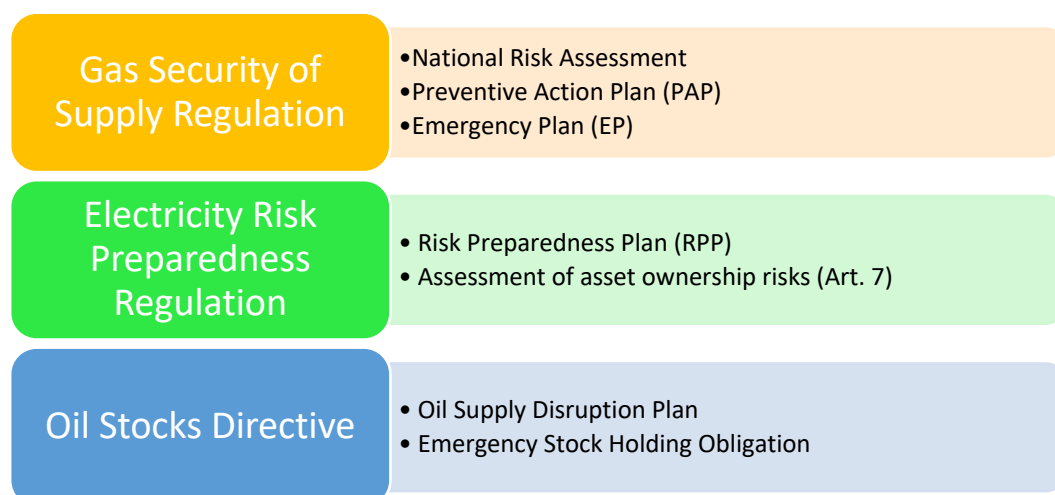 Gas Security of
Supply Regulation
•National Risk Assessment
•Preventive Action Plan (PAP)
•Emergency Plan (EP)
Electricity Risk
Preparedness
Regulation
• Risk Preparedness Plan (RPP)
• Assessment of asset ownership risks (Art. 7)
Oil Stocks Directive
• Oil Supply Disruption Plan
• Emergency Stock Holding Obligation